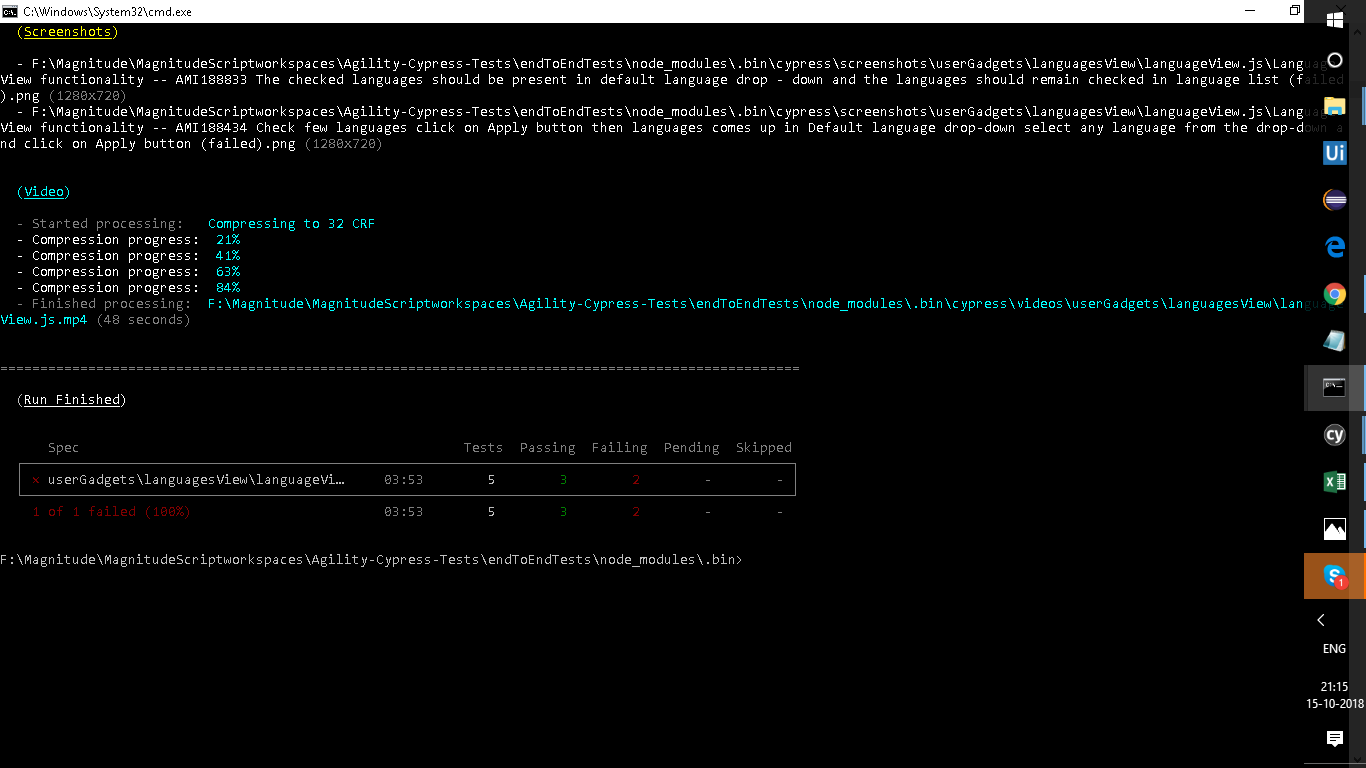 C:\Windows\System32\cmd.exe
(Screenshots)
- F:\Magnitude\MagnitudeScriptworkspaces\Agility-Cypress-Tests\endToEndTests\node_modules\.bin\cypress\screenshots\userGadgets\languagesView\languageView.js\Language
View functionality -- AMI188833 The checked languages should be present in default language drop - down and the languages should remain checked in language list (failed
).png (1280x720)
- F:\Magnitude\MagnitudeScriptworkspaces\Agility-Cypress-Tests\endToEndTests\node_modules\.bin\cypress\screenshots\userGadgets\languagesView\languageView.js\Language
View functionality -- AMI188434 Check few languages click on Apply button then languages comes up in Default language drop-down select any language from the drop-down a
nd click on Apply button (failed).png (1280x720)
(Video)
- Started processing: Compressing to 32 CRF
- Compression progress: 21%
- Compression progress: 41%
- Compression progress: 63%
- Compression progress: 84%
- Finished processing: F:\Magnitude\MagnitudeScriptworkspaces\Agility-Cypress-Tests\endToEndTests\node_modules\.bin\cypress\videos\userGadgets\languagesView\language
View.js.mp4 (48 seconds)
(Run Finished)
Spec Tests Passing Failing Pending Skipped
× userGadgets\languagesView\languageVi… 03:53 5 3 2 - -
1 of 1 failed (100%) 03:53 5 3 2 - -
F:\Magnitude\MagnitudeScriptworkspaces\Agility-Cypress-Tests\endToEndTests\node_modules\.bin>
Ui
cy
S
1
ENG
21:15
15-10-2018